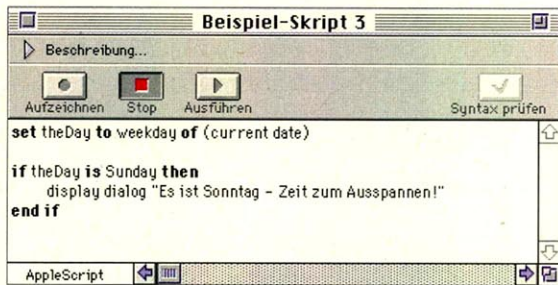 Beispiel-Skript 3
Beschreibung...
Aufzeichnen Stop Ausführen Syntax prüfen
set theDay to weekday of (current date)
if theDay is Sunday then
display dialog "Es ist Sonntag - Zeit zum Ausspannen!"
end if
AppleScript